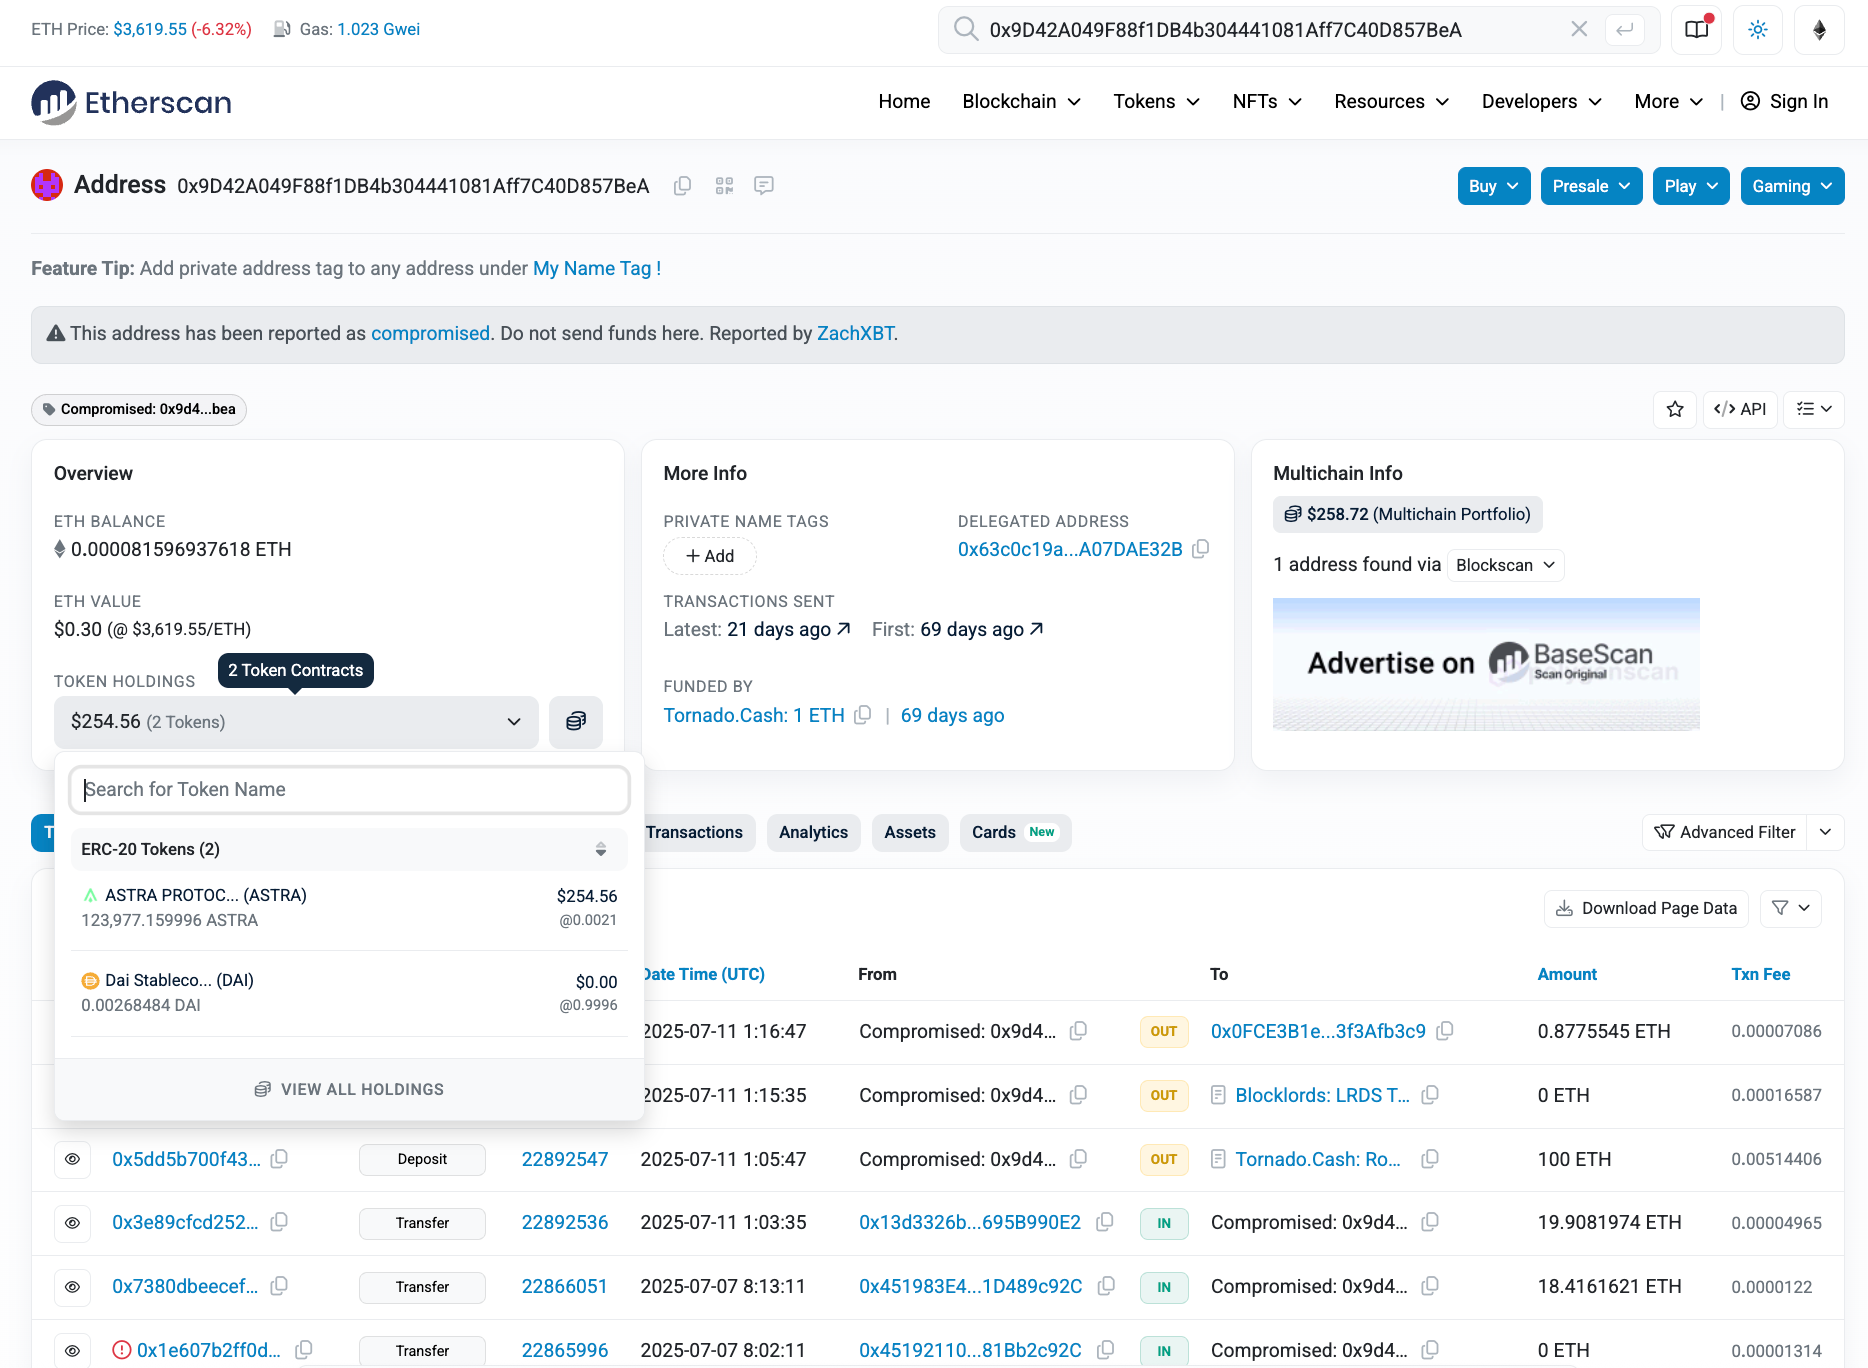 ETH Price: $3,619.55 (-6.32%) Gas: 1.023 Gwei
0x9D42A049F88f1DB4b304441081Aff7C40D857BeA
Etherscan
Home Blockchain Tokens NFTs Resources Developers More | Sign In
Address 0x9D42A049F88f1DB4b304441081Aff7C40D857BeA
Buy Presale Play Gaming
Feature Tip: Add private address tag to any address under My Name Tag !
This address has been reported as compromised. Do not send funds here. Reported by ZachXBT.
Compromised: 0x9d4...bea
API
Overview
ETH BALANCE
0.000081596937618 ETH
ETH VALUE
$0.30 (@ $3,619.55/ETH)
TOKEN HOLDINGS
2 Token Contracts
$254.56 (2 Tokens)
Search for Token Name
ERC-20 Tokens (2)
ASTRA PROTOC... (ASTRA) $254.56
123,977.159996 ASTRA @0.0021
Dai Stableco... (DAI) $0.00
0.00268484 DAI @0.9996
VIEW ALL HOLDINGS
More Info
PRIVATE NAME TAGS
+ Add
DELEGATED ADDRESS
0x63c0c19a...A07DAE32B
TRANSACTIONS SENT
Latest: 21 days ago First: 69 days ago
FUNDED BY
Tornado.Cash: 1 ETH | 69 days ago
Multichain Info
$258.72 (Multichain Portfolio)
1 address found via Blockscan
Advertise on BaseScan
Scan Original
T
Transactions Analytics Assets Cards New
Advanced Filter
Download Page Data
Date Time (UTC) From To Amount Txn Fee
2025-07-11 1:16:47 Compromised: 0x9d4... OUT 0x0FCE3B1e...3f3Afb3c9 0.8775545 ETH 0.00007086
2025-07-11 1:15:35 Compromised: 0x9d4... OUT Blocklords: LRDS T... 0 ETH 0.00016587
0x5dd5b700f43... Deposit 22892547 2025-07-11 1:05:47 Compromised: 0x9d4... OUT Tornado.Cash: Ro... 100 ETH 0.00514406
0x3e89cfcd252... Transfer 22892536 2025-07-11 1:03:35 0x13d3326b...695B990E2 IN Compromised: 0x9d4... 19.9081974 ETH 0.00004965
0x7380dbeecef... Transfer 22866051 2025-07-07 8:13:11 0x451983E4...1D489c92C IN Compromised: 0x9d4... 18.4161621 ETH 0.0000122
0x1e607b2ff0d... Transfer 22865996 2025-07-07 8:02:11 0x45192110...81Bb2c92C IN Compromised: 0x9d4... 0 ETH 0.00001314